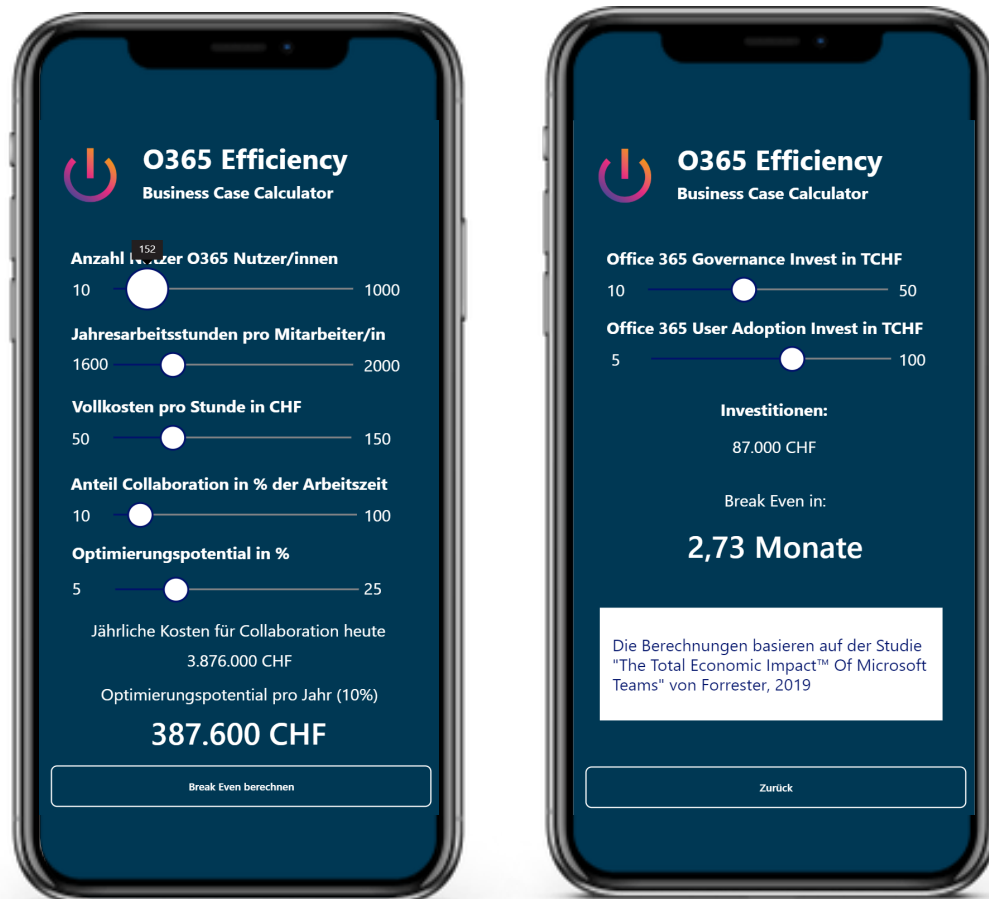 O365 Efficiency
Business Case Calculator
152
Anzahl Nutzer O365 Nutzer/innen
10 1000
Jahresarbeitsstunden pro Mitarbeiter/in
1600 2000
Vollkosten pro Stunde in CHF
50 150
Anteil Collaboration in % der Arbeitszeit
10 100
Optimierungspotential in %
5 25
Jährliche Kosten für Collaboration heute
3.876.000 CHF
Optimierungspotential pro Jahr (10%)
387.600 CHF
Break Even berechnen
O365 Efficiency
Business Case Calculator
Office 365 Governance Invest in TCHF
10 50
Office 365 User Adoption Invest in TCHF
5 100
Investitionen:
87.000 CHF
Break Even in:
2,73 Monate
Die Berechnungen basieren auf der Studie
"The Total Economic Impact™ Of Microsoft
Teams" von Forrester, 2019
Zurück